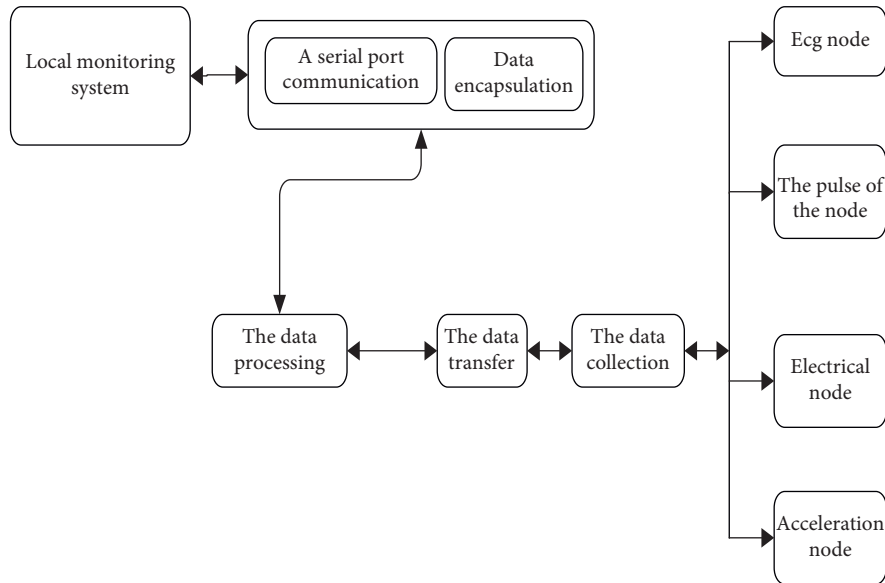 Local monitoring
system
A serial port
communication
Data
encapsulation
Ecg node
The pulse of
the node
The data
processing
The data
transfer
The data
collection
Electrical
node
Acceleration
node